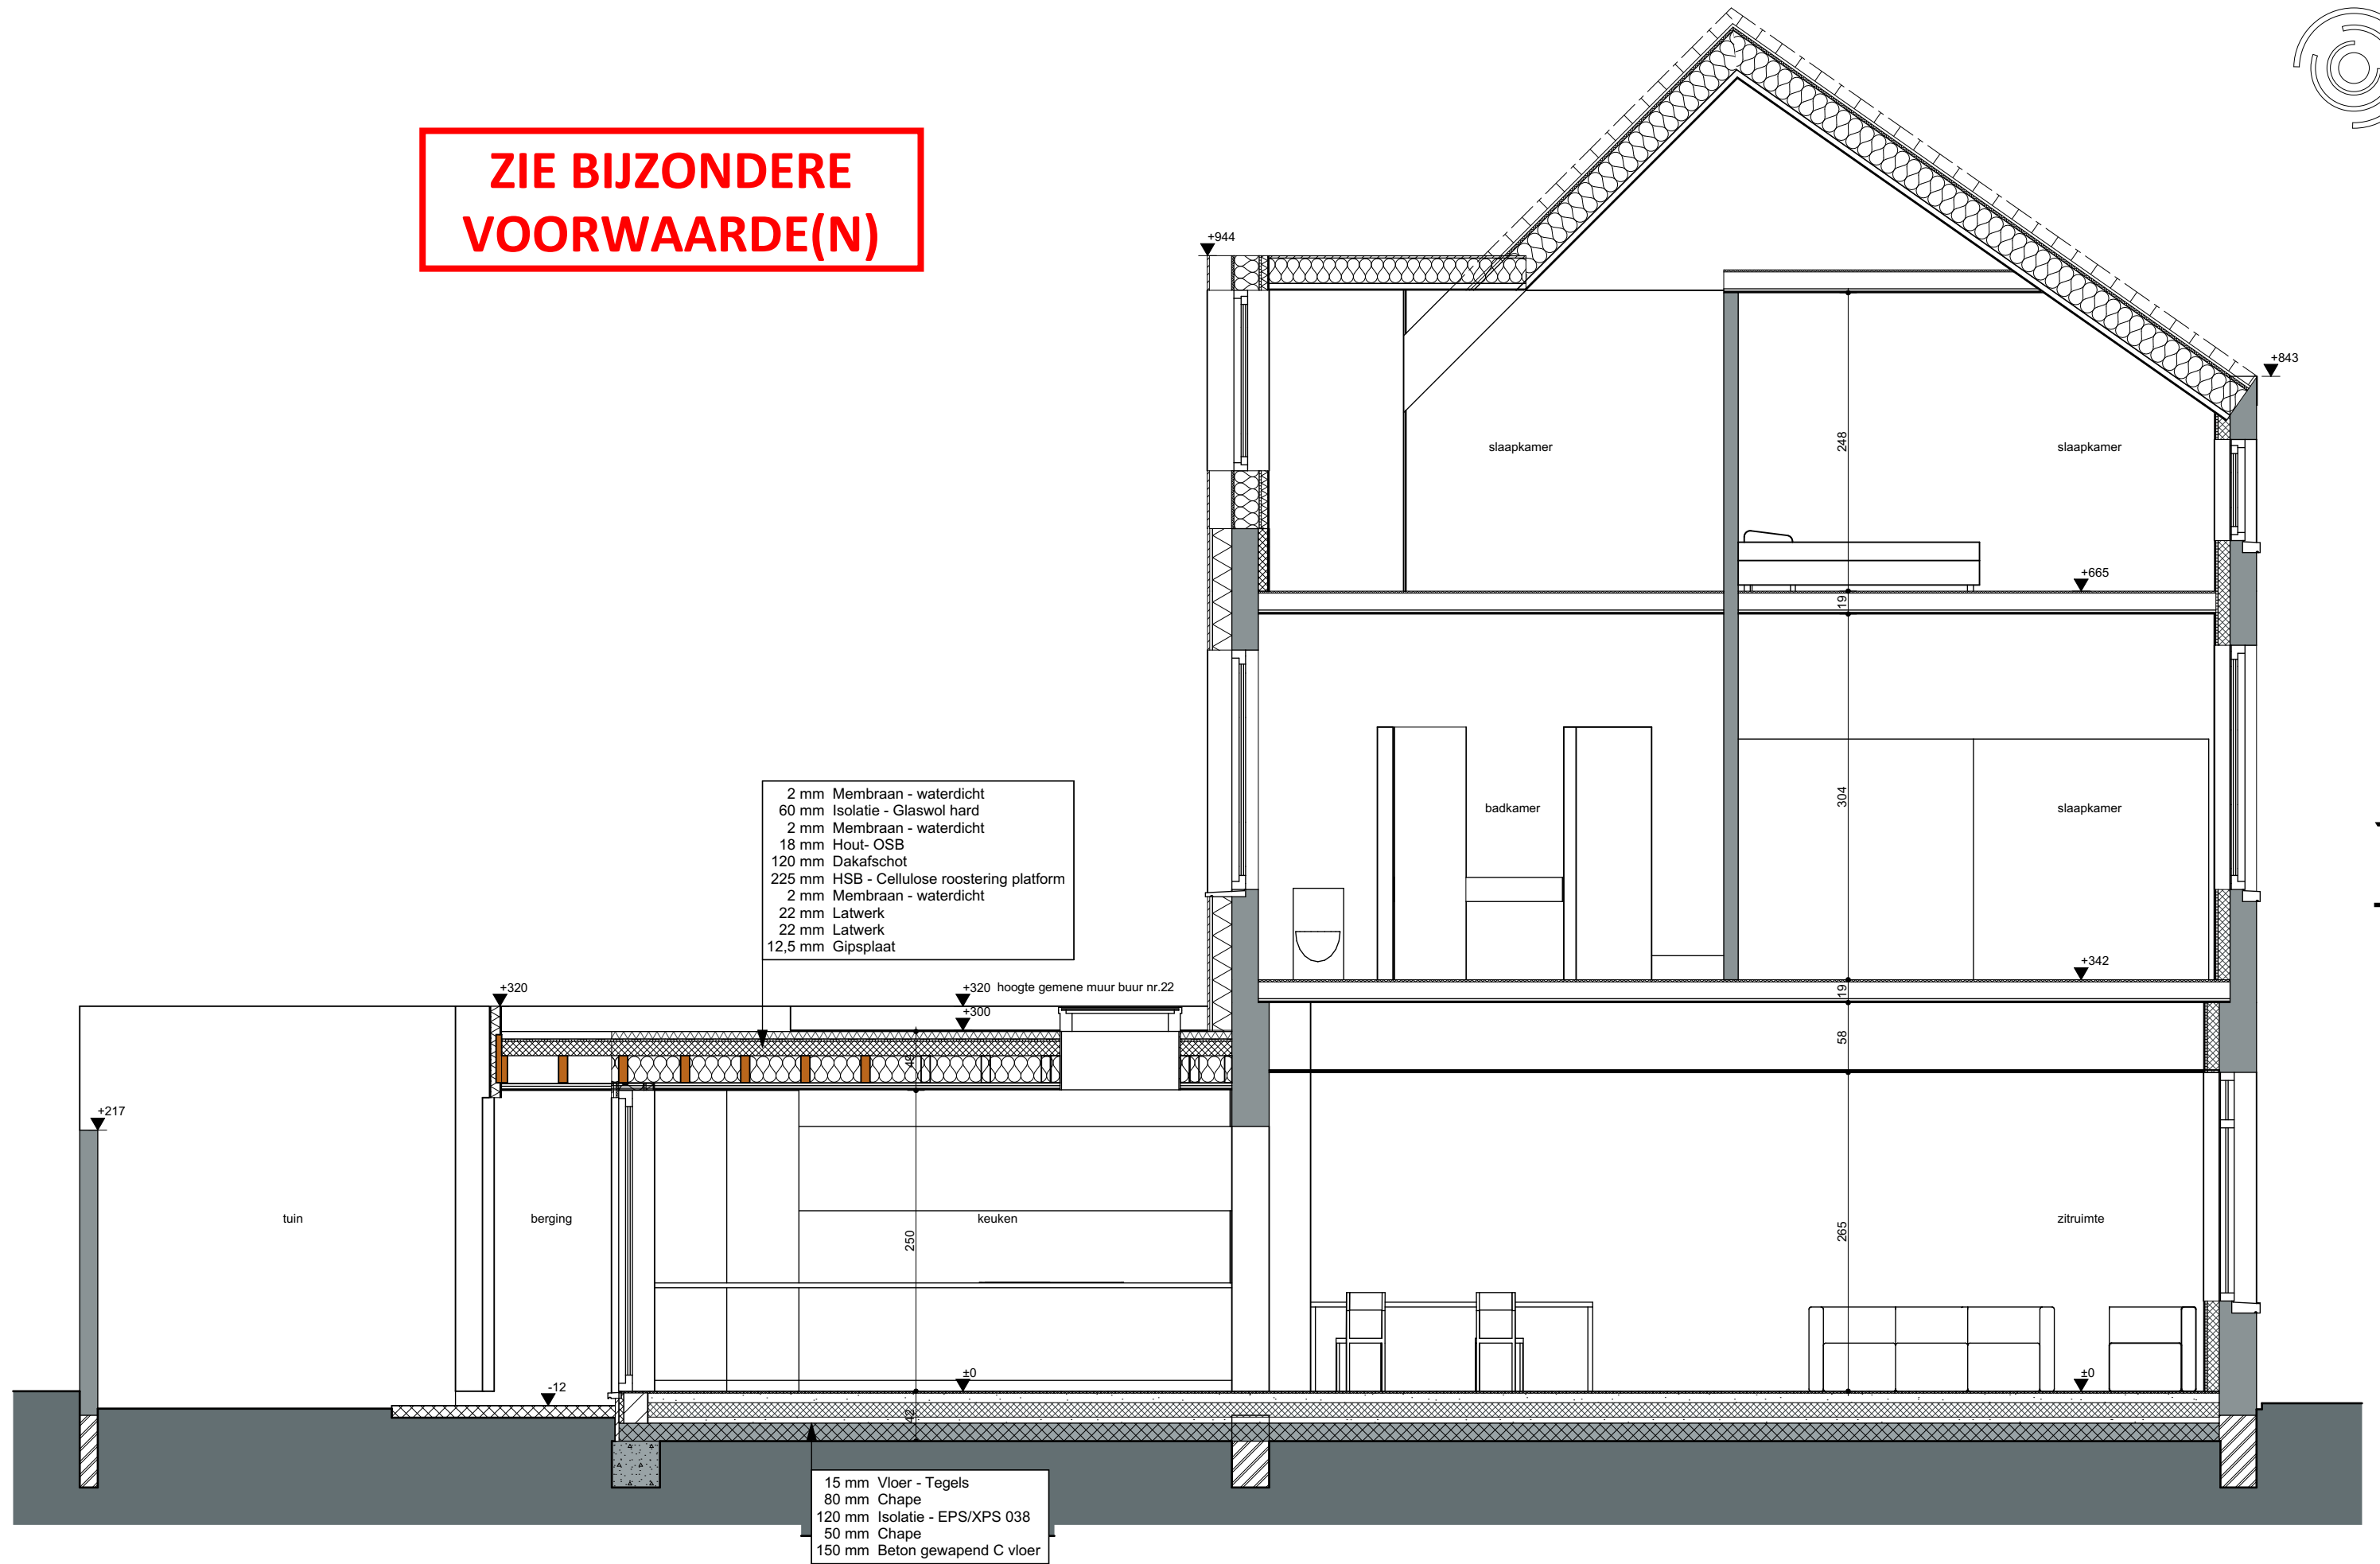 ZIE BIJZONDERE
VOORWAARDE(N)
+944
+843
slaapkamer
248
slaapkamer
+665
19
2 mm Membraan - waterdicht
60 mm Isolatie - Glaswol hard
2 mm Membraan - waterdicht
18 mm Hout- OSB
120 mm Dakafschot
225 mm HSB - Cellulose roostering platform
2 mm Membraan - waterdicht
22 mm Latwerk
22 mm Latwerk
12,5 mm Gipsplaat
badkamer
304
slaapkamer
+342
19
+320
+320 hoogte gemene muur buur nr.22
+300
58
+217
tuin
berging
keuken
250
265
zitruimte
-12
±0
±0
42
15 mm Vloer - Tegels
80 mm Chape
120 mm Isolatie - EPS/XPS 038
50 mm Chape
150 mm Beton gewapend C vloer